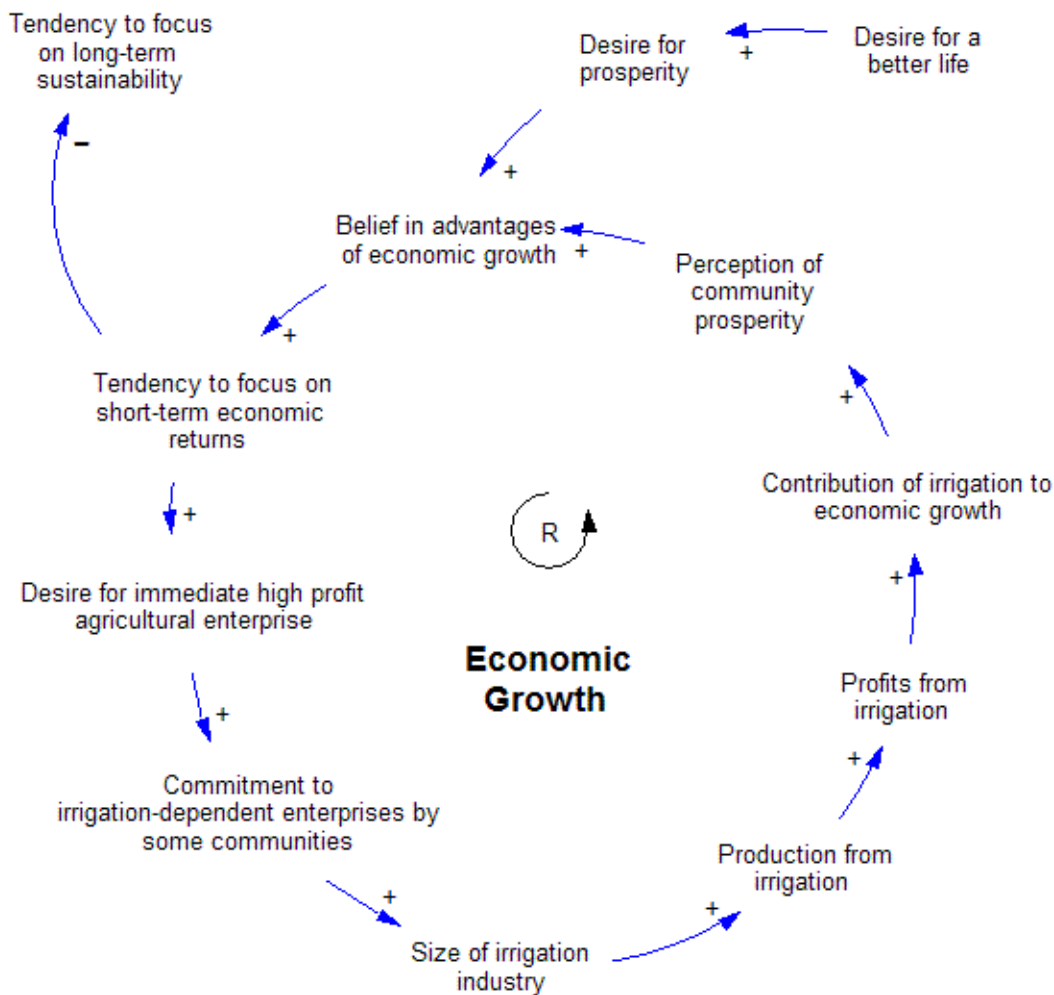 Tendency to focus
on long-term
sustainability
–
Desire for
prosperity
+
Desire for a
better life
+
Belief in advantages
of economic growth
+
Perception of
community
prosperity
+
Tendency to focus on
short-term economic
returns
+
+
Contribution of irrigation to
economic growth
R
+
Desire for immediate high profit
agricultural enterprise
Economic
Growth
+
Profits from
irrigation
+
Commitment to
irrigation-dependent enterprises by
some communities
+
Production from
irrigation
+
Size of irrigation
industry